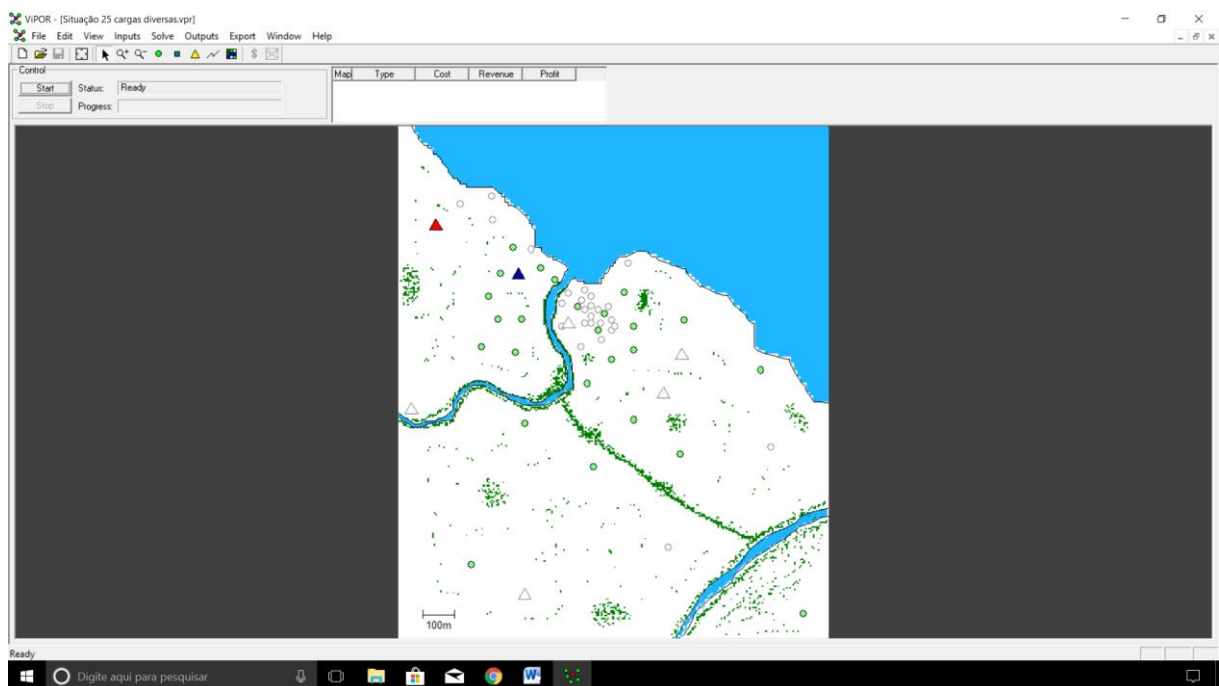 ViPOR - [Situação 25 cargas diversas.vpr]
File Edit View Inputs Solve Outputs Export Window Help
Control
Start Status: Ready
Stop Progress:
Map Type Cost Revenue Profit
100m
Ready
Digite aqui para pesquisar